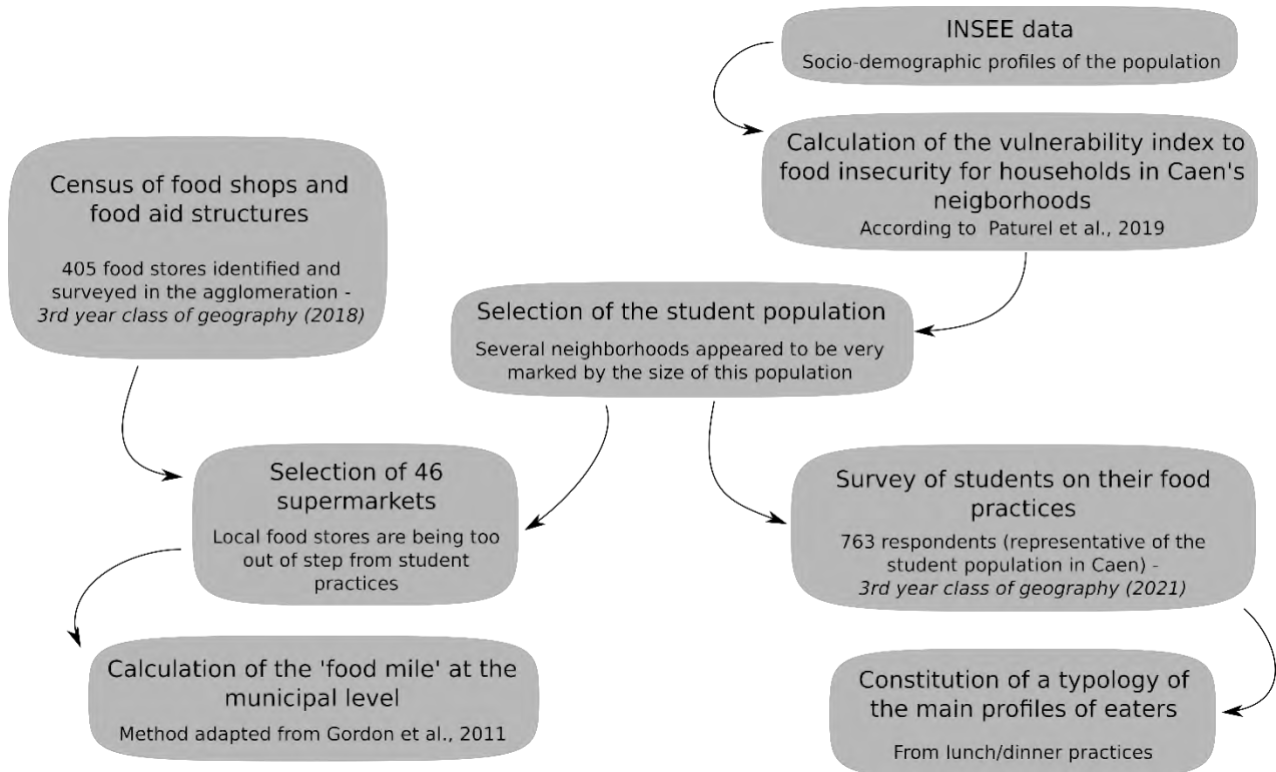 INSEE data
Socio-demographic profiles of the population
Calculation of the vulnerability index to
food insecurity for households in Caen's
neigborhoods
According to Paturel et al., 2019
Census of food shops and
food aid structures
405 food stores identified and
surveyed in the agglomeration -
3rd year class of geography (2018)
Selection of the student population
Several neighborhoods appeared to be very
marked by the size of this population
Selection of 46
supermarkets
Local food stores are being too
out of step from student
practices
Survey of students on their food
practices
763 respondents (representative of the
student population in Caen) -
3rd year class of geography (2021)
Calculation of the 'food mile' at the
municipal level
Method adapted from Gordon et al., 2011
Constitution of a typology of
the main profiles of eaters
From lunch/dinner practices